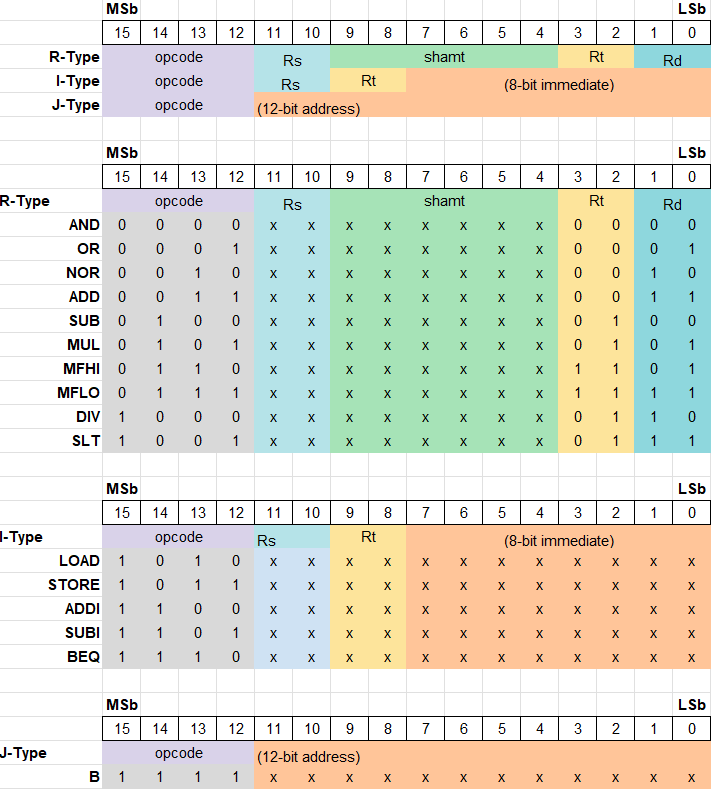 MSb LSb
15 14 13 12 11 10 9 8 7 6 5 4 3 2 1 0
R-Type opcode Rs shamt Rt Rd
I-Type opcode Rs Rt (8-bit immediate)
J-Type opcode (12-bit address)
MSb LSb
15 14 13 12 11 10 9 8 7 6 5 4 3 2 1 0
R-Type opcode Rs shamt Rt Rd
AND 0 0 0 0 x x x x x x x x 0 0 0 0
OR 0 0 0 1 x x x x x x x x 0 0 0 1
NOR 0 0 1 0 x x x x x x x x 0 0 1 0
ADD 0 0 1 1 x x x x x x x x 0 0 1 1
SUB 0 1 0 0 x x x x x x x x 0 1 0 0
MUL 0 1 0 1 x x x x x x x x 0 1 0 1
MFHI 0 1 1 0 x x x x x x x x 1 1 0 1
MFLO 0 1 1 1 x x x x x x x x 1 1 1 1
DIV 1 0 0 0 x x x x x x x x 0 1 1 0
SLT 1 0 0 1 x x x x x x x x 0 1 1 1
MSb LSb
15 14 13 12 11 10 9 8 7 6 5 4 3 2 1 0
I-Type opcode Rs Rt (8-bit immediate)
LOAD 1 0 1 0 x x x x x x x x x x x x
STORE 1 0 1 1 x x x x x x x x x x x x
ADDI 1 1 0 0 x x x x x x x x x x x x
SUBI 1 1 0 1 x x x x x x x x x x x x
BEQ 1 1 1 0 x x x x x x x x x x x x
MSb LSb
15 14 13 12 11 10 9 8 7 6 5 4 3 2 1 0
J-Type opcode (12-bit address)
B 1 1 1 1 x x x x x x x x x x x x